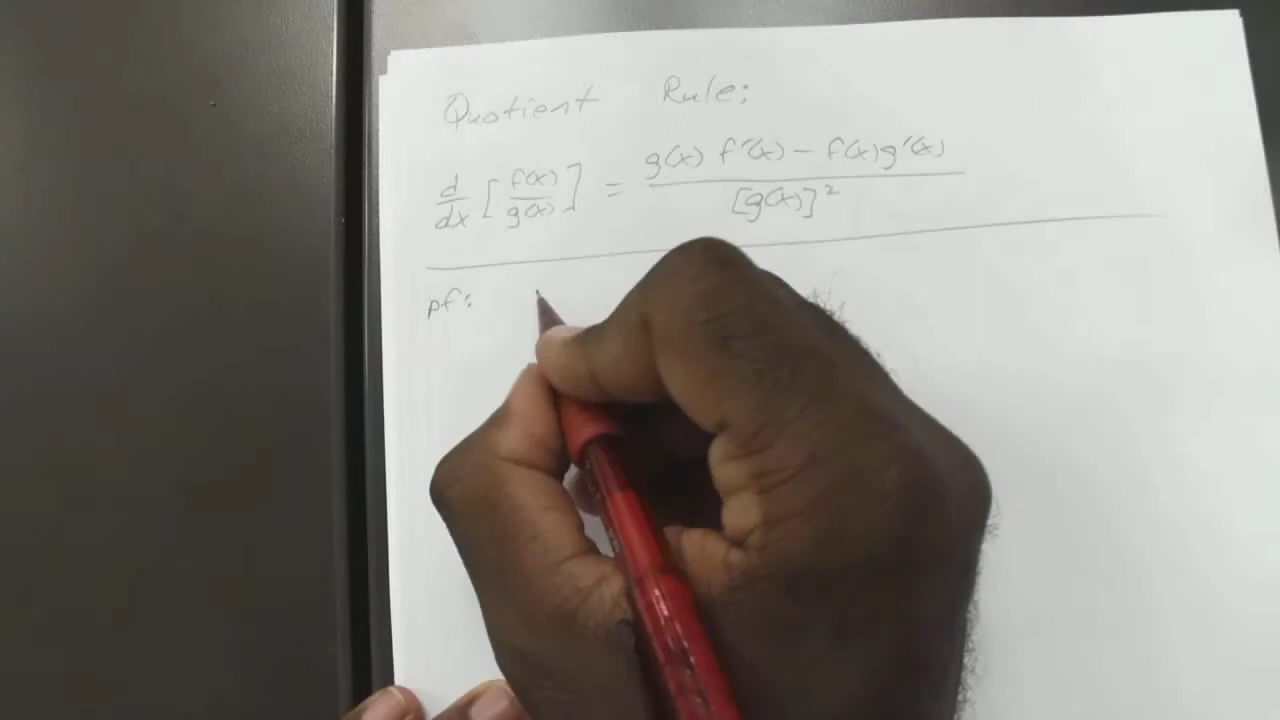 Quotient Rule:
d/dx [f(x)/g(x)] = g(x) f'(x) - f(x)g'(x) / [g(x)]²
pf: